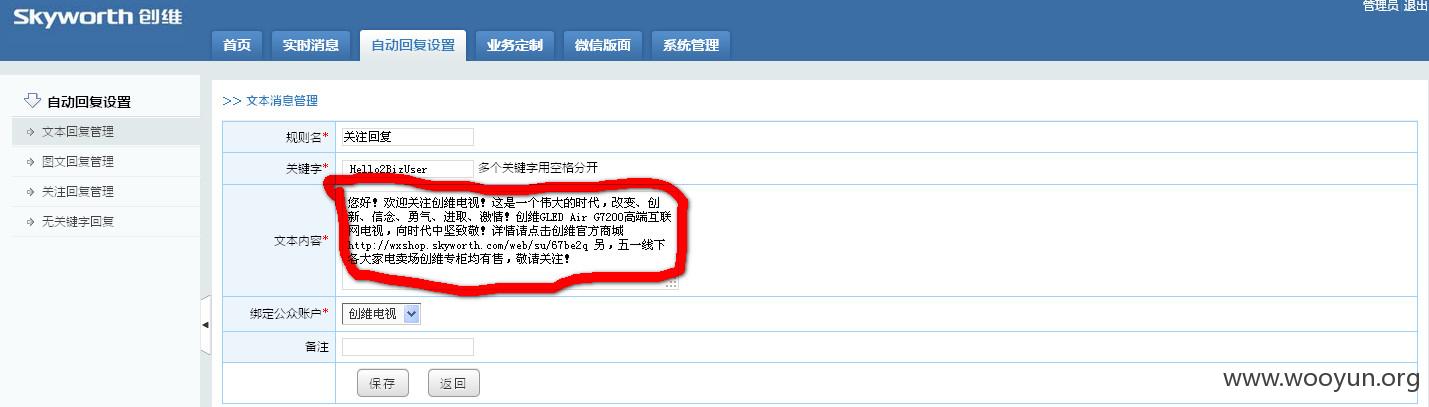 Skyworth 创维
管理员 退出
首页 实时消息 自动回复设置 业务定制 微信版面 系统管理
自动回复设置
文本回复管理
图文回复管理
关注回复管理
无关键字回复
>> 文本消息管理
规则名* 关注回复
关键字* Hello2BizUser 多个关键字用空格分开
文本内容*
您好！欢迎关注创维电视！这是一个伟大的时代，改变、创
新、信念、勇气、进取、激情！创维GLED Air G7200高端互联
网电视，向时代中坚致敬！详情请点击创维官方商城
http://wxshop.skyworth.com/web/su/67be2q 另，五一线下
各大家电卖场创维专柜均有售，敬请关注！
绑定公众账户* 创维电视
备注
保存 返回
www.wooyun.org